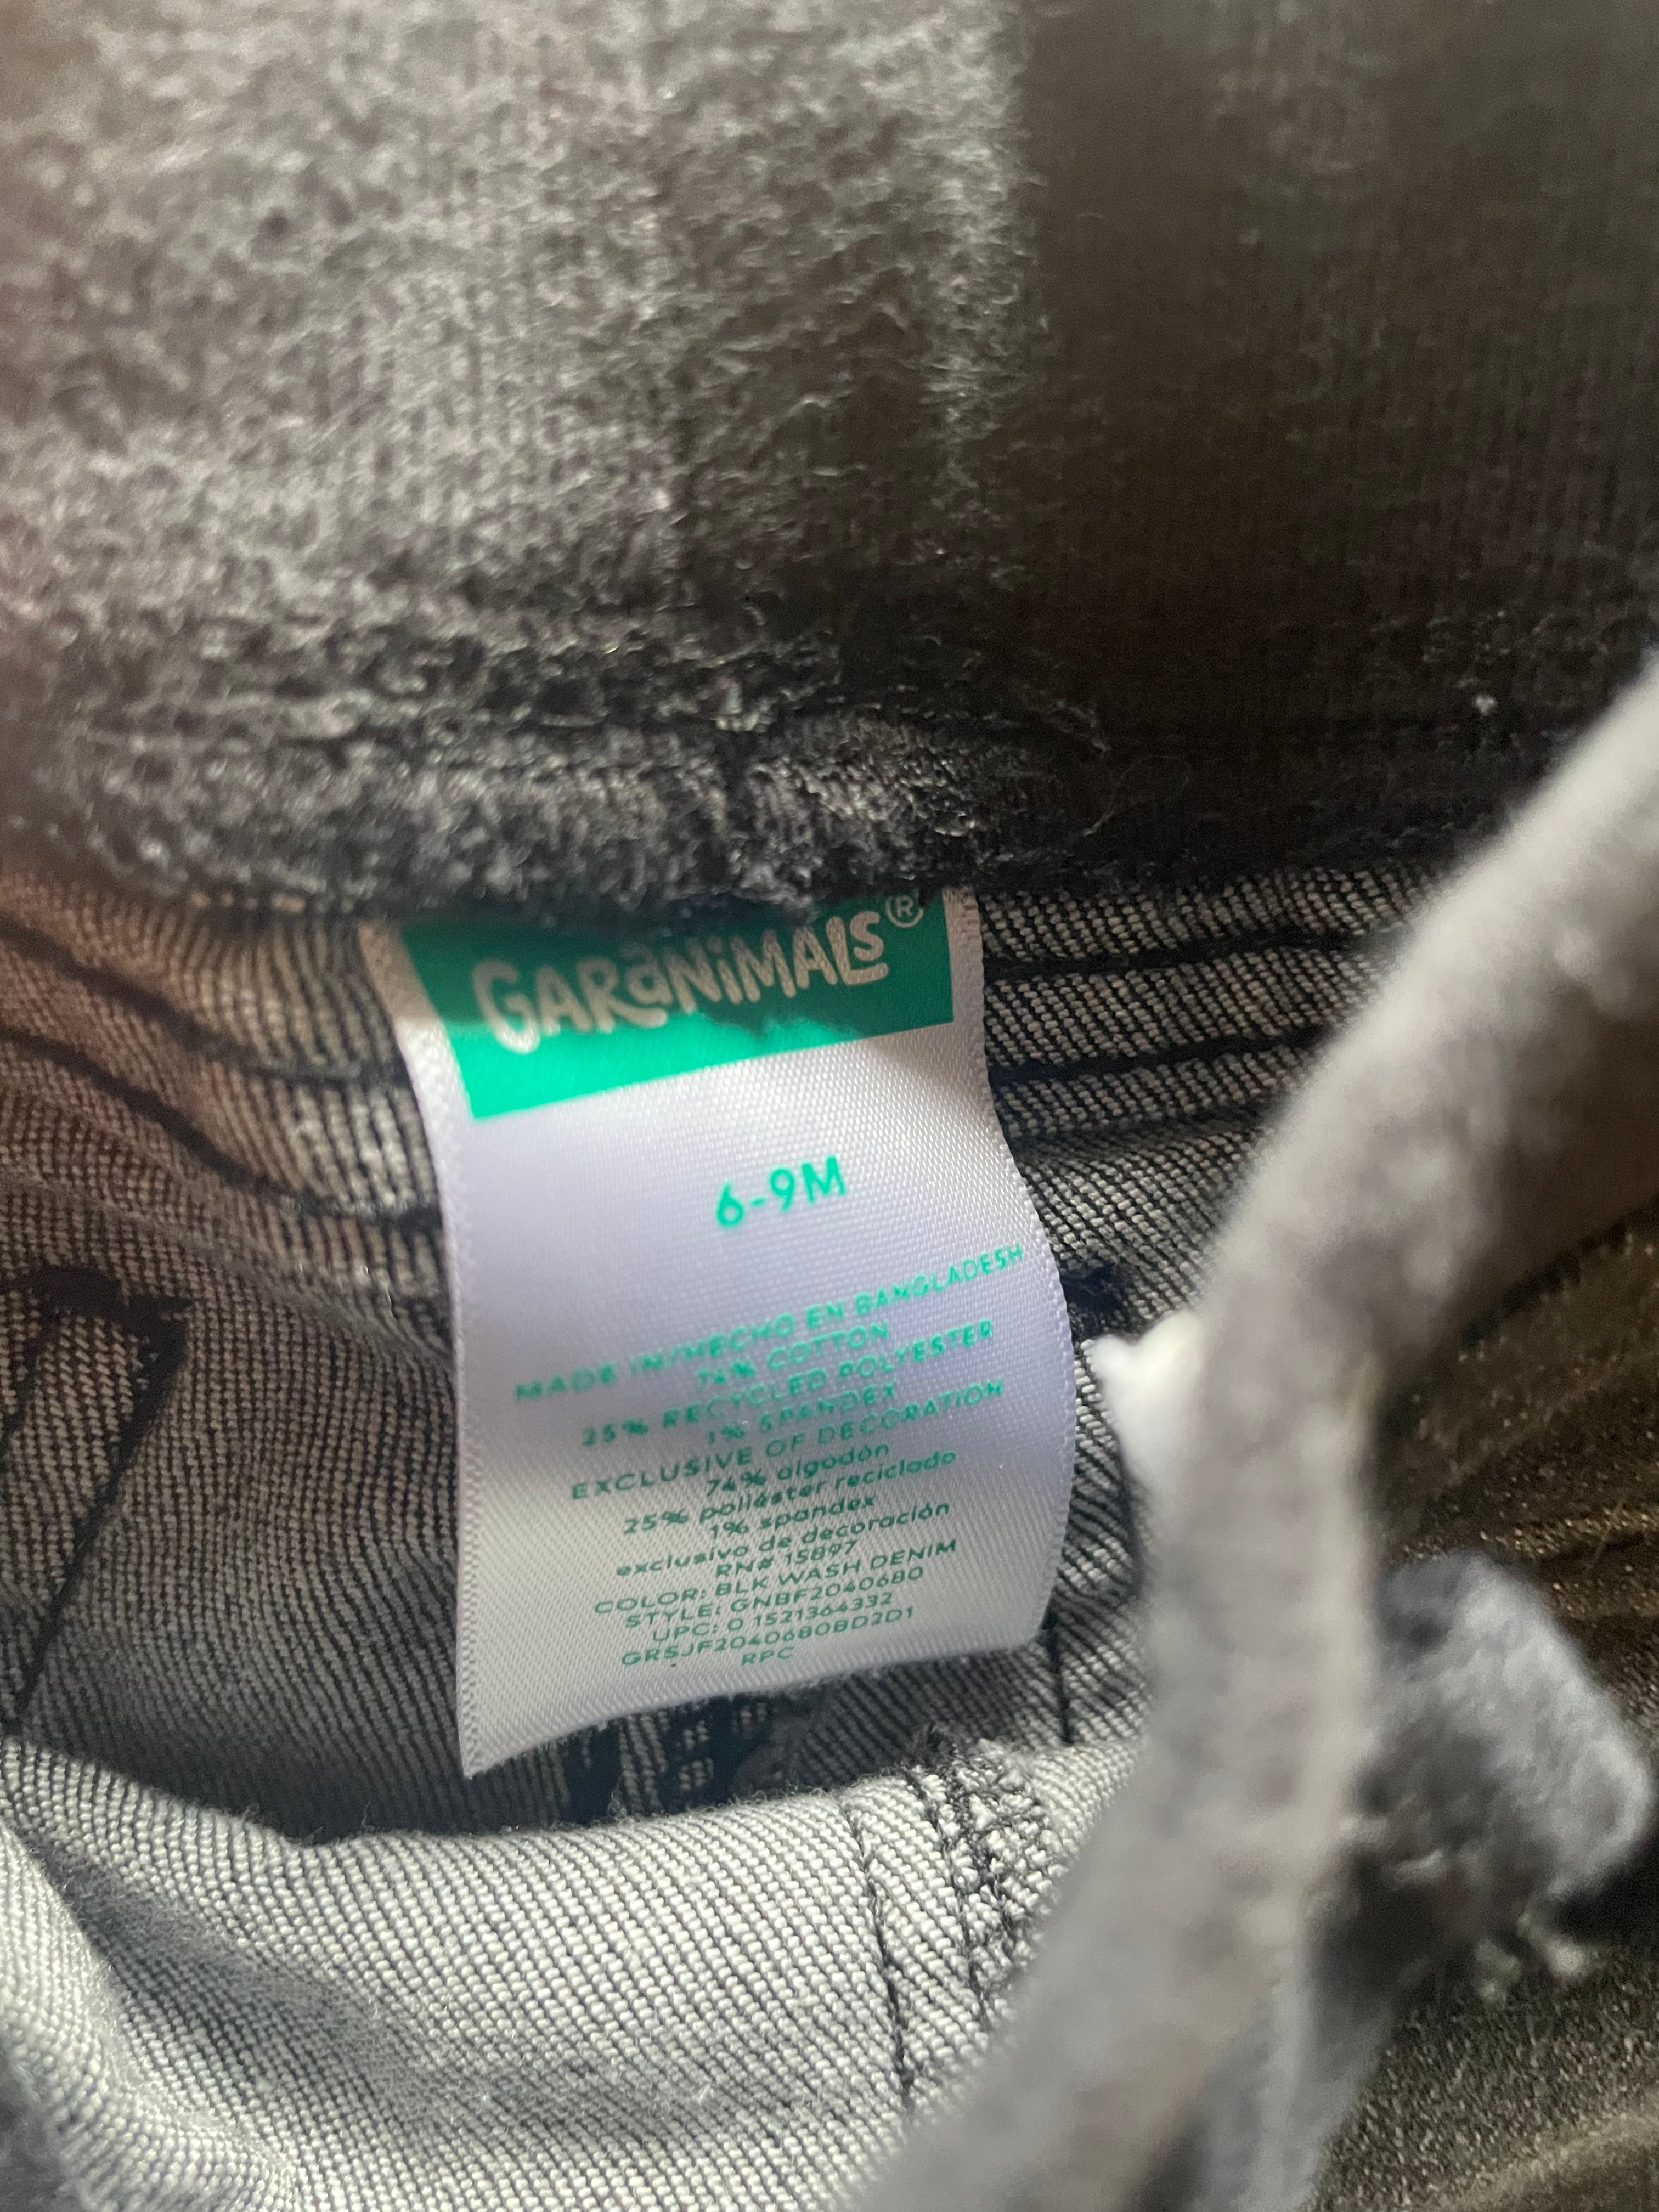 GARANIMALS®
6-9M
MADE IN/HECHO EN BANGLADESH
74% COTTON
25% RECYCLED POLYESTER
1% SPANDEX
EXCLUSIVE OF DECORATION
74% algodón
25% poliéster reciclado
1% spandex
exclusivo de decoración
RN# 15897
COLOR: BLK WASH DENIM
STYLE: GNBF204068O
UPC: 0 1521364332
GRSJF204068OBD2D1
RPC